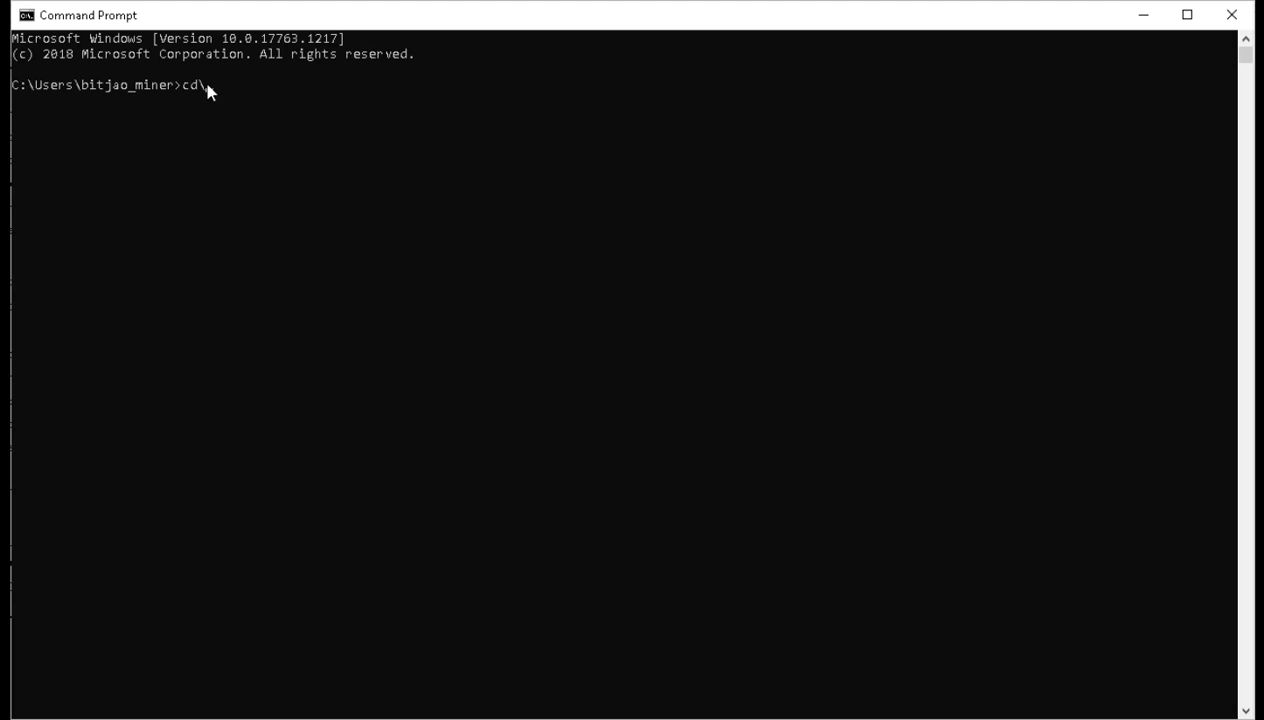 Command Prompt
Microsoft Windows [Version 10.0.17763.1217]
(c) 2018 Microsoft Corporation. All rights reserved.
C:\Users\bitjao_miner>cd\